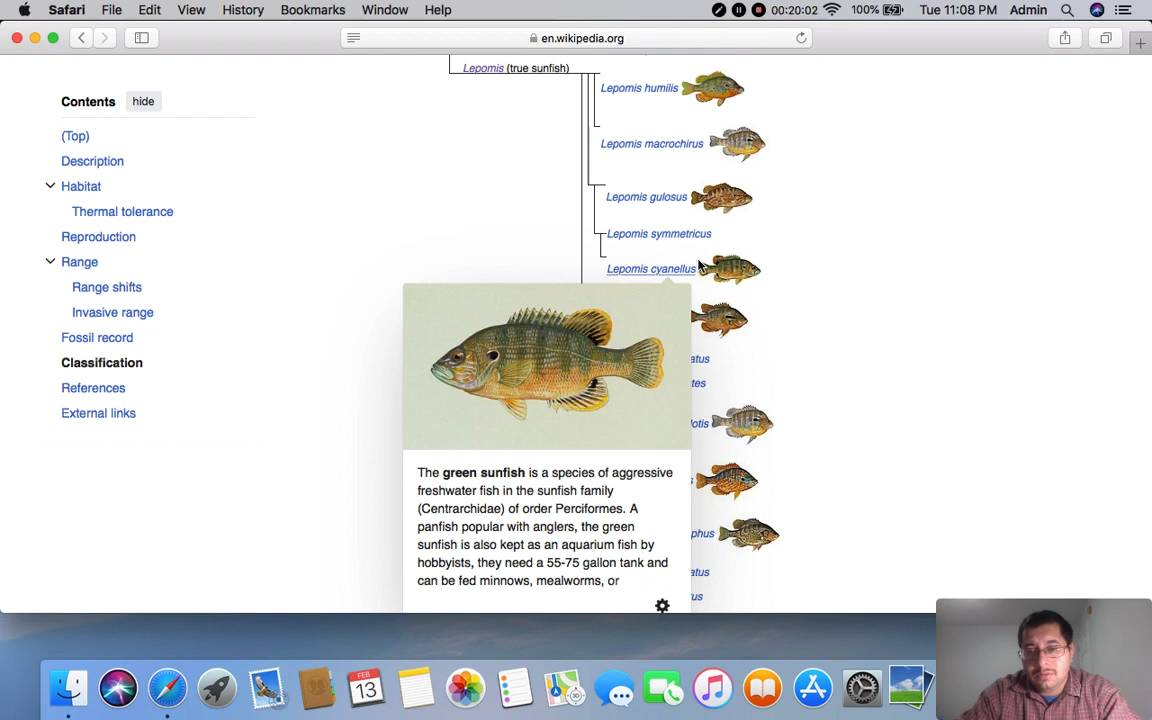 Safari File Edit View History Bookmarks Window Help 00:20:02 100% Tue 11:08 PM Admin
en.wikipedia.org
Contents hide
(Top)
Description
Habitat
Thermal tolerance
Reproduction
Range
Range shifts
Invasive range
Fossil record
Classification
References
External links
Lepomis (true sunfish)
Lepomis humilis
Lepomis macrochirus
Lepomis gulosus
Lepomis symmetricus
Lepomis cyanellus
atus
tes
otis
s
phus
atus
us
The green sunfish is a species of aggressive
freshwater fish in the sunfish family
(Centrarchidae) of order Perciformes. A
panfish popular with anglers, the green
sunfish is also kept as an aquarium fish by
hobbyists, they need a 55-75 gallon tank and
can be fed minnows, mealworms, or
FEB
13
3D